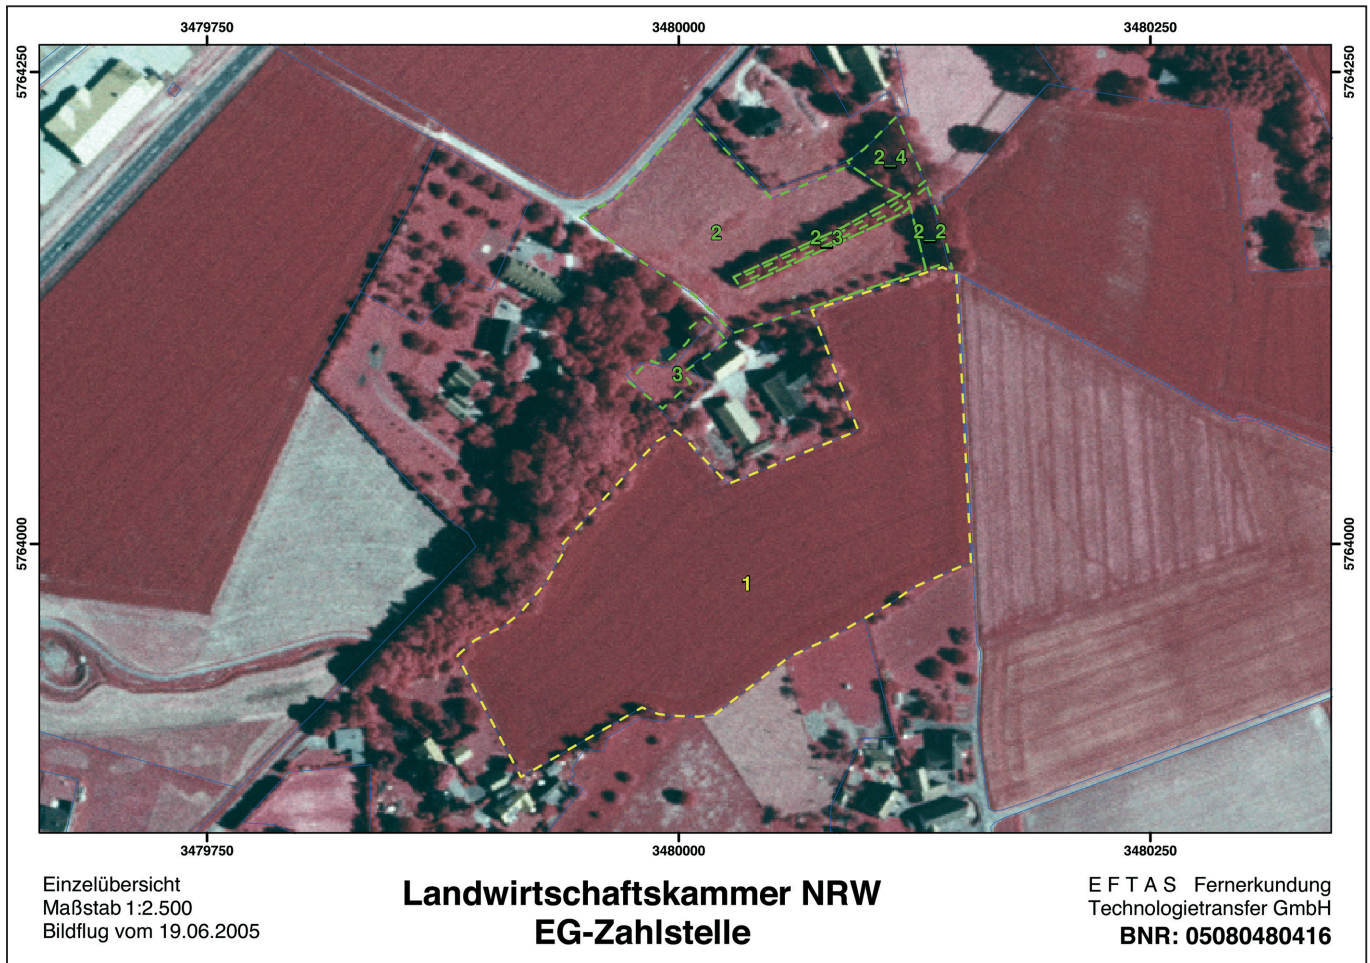 3479750 3480000 3480250
5764250 5764250
2_4
2 2_3 2_2
3
5764000 5764000
1
3479750 3480000 3480250
Einzelübersicht
Maßstab 1:2.500
Bildflug vom 19.06.2005
Landwirtschaftskammer NRW
EG-Zahlstelle
E F T A S Fernerkundung
Technologietransfer GmbH
BNR: 05080480416